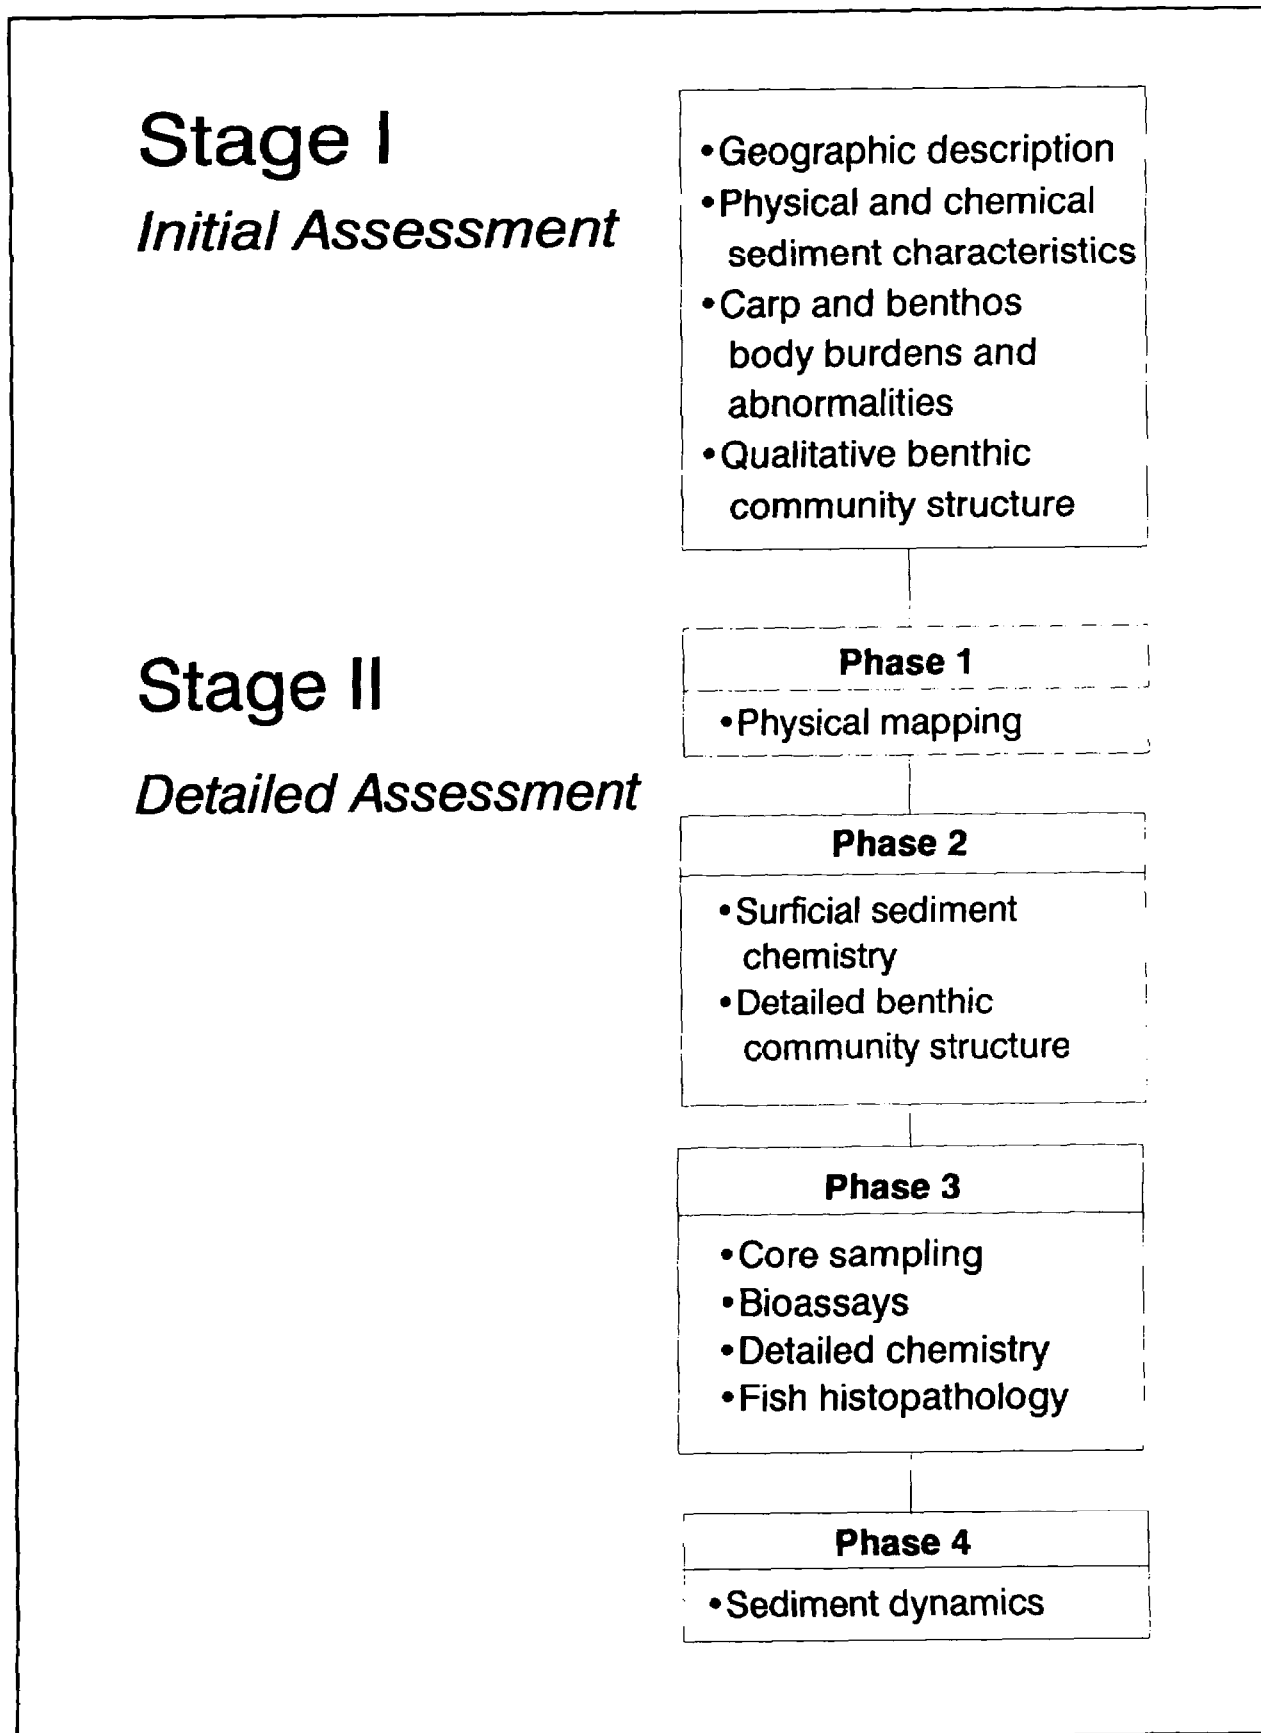 Stage I
Initial Assessment
•Geographic description
•Physical and chemical
sediment characteristics
•Carp and benthos
body burdens and
abnormalities
•Qualitative benthic
community structure
Stage II
Detailed Assessment
Phase 1
•Physical mapping
Phase 2
•Surficial sediment
chemistry
•Detailed benthic
community structure
Phase 3
•Core sampling
•Bioassays
•Detailed chemistry
•Fish histopathology
Phase 4
•Sediment dynamics